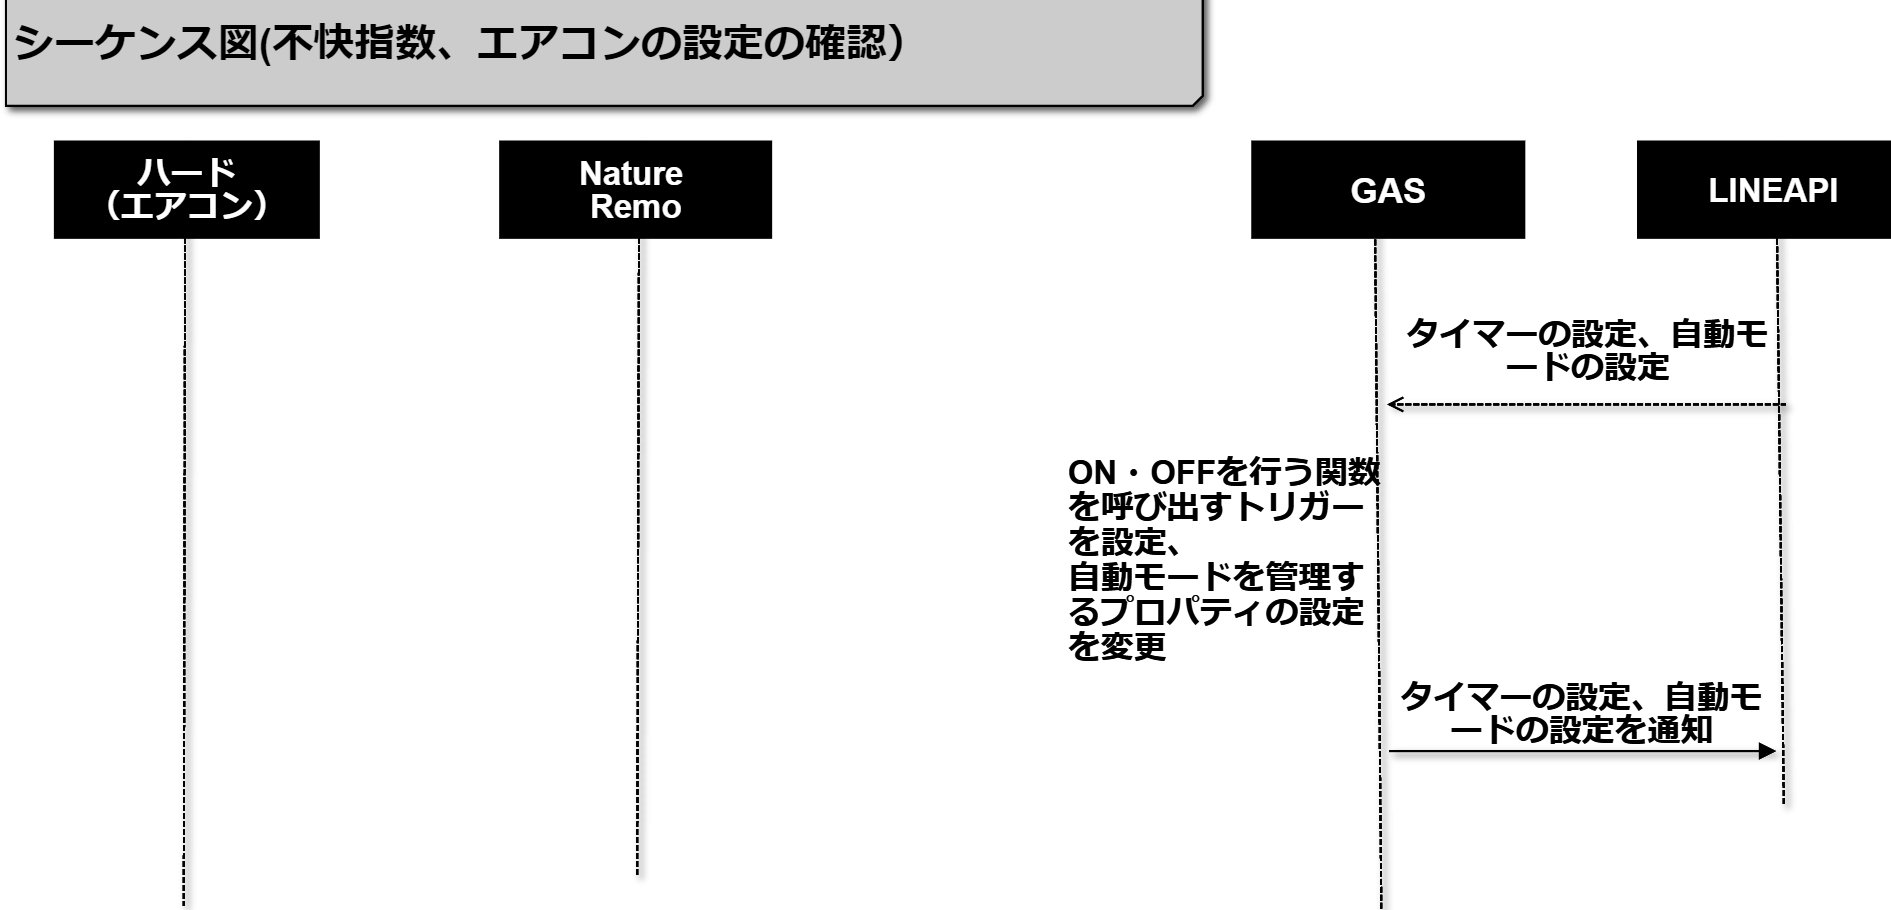 シーケンス図(不快指数、エアコンの設定の確認）
ハード
（エアコン）
Nature
Remo
GAS
LINEAPI
タイマーの設定、自動モ
ードの設定
ON・OFFを行う関数
を呼び出すトリガー
を設定、
自動モードを管理す
るプロパティの設定
を変更
タイマーの設定、自動モ
ードの設定を通知